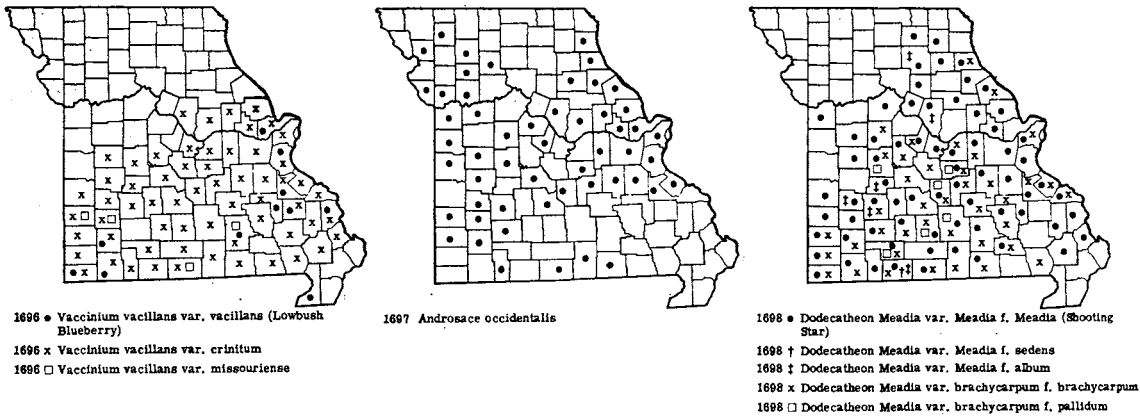 1696 ● Vaccinium vacillans var. vacillans (Lowbush
Blueberry)
1696 x Vaccinium vacillans var. crinitum
1696 □ Vaccinium vacillans var. missouriense
1697 Androsace occidentalis
1698 ● Dodecatheon Meadia var. Meadia f. Meadia (Shooting
Star)
1698 † Dodecatheon Meadia var. Meadia f. sedens
1698 ‡ Dodecatheon Meadia var. Meadia f. album
1698 x Dodecatheon Meadia var. brachycarpum f. brachycarpum
1698 □ Dodecatheon Meadia var. brachycarpum f. pallidum